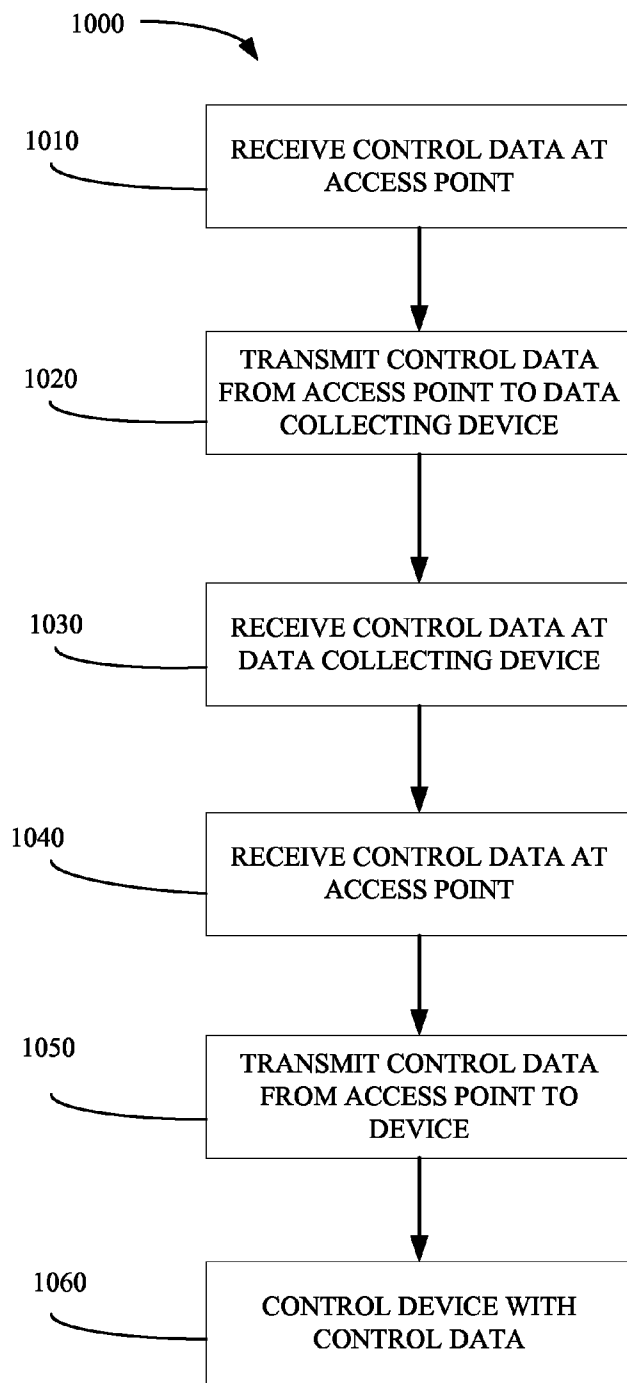 1000
1010
RECEIVE CONTROL DATA AT
ACCESS POINT
1020
TRANSMIT CONTROL DATA
FROM ACCESS POINT TO DATA
COLLECTING DEVICE
1030
RECEIVE CONTROL DATA AT
DATA COLLECTING DEVICE
1040
RECEIVE CONTROL DATA AT
ACCESS POINT
1050
TRANSMIT CONTROL DATA
FROM ACCESS POINT TO
DEVICE
1060
CONTROL DEVICE WITH
CONTROL DATA